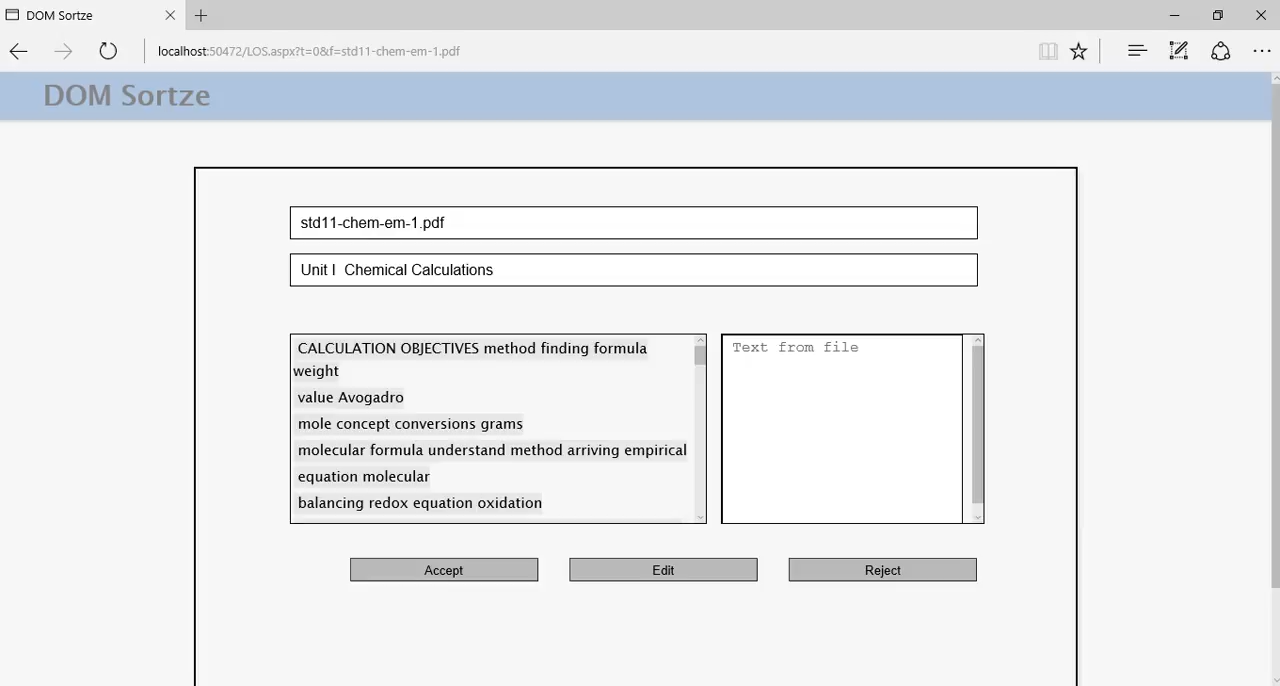 DOM Sortze
localhost:50472/LOS.aspx?t=0&f=std11-chem-em-1.pdf
DOM Sortze
std11-chem-em-1.pdf
Unit I  Chemical Calculations
CALCULATION OBJECTIVES method finding formula
weight
value Avogadro
mole concept conversions grams
molecular formula understand method arriving empirical
equation molecular
balancing redox equation oxidation
Text from file
Accept Edit Reject